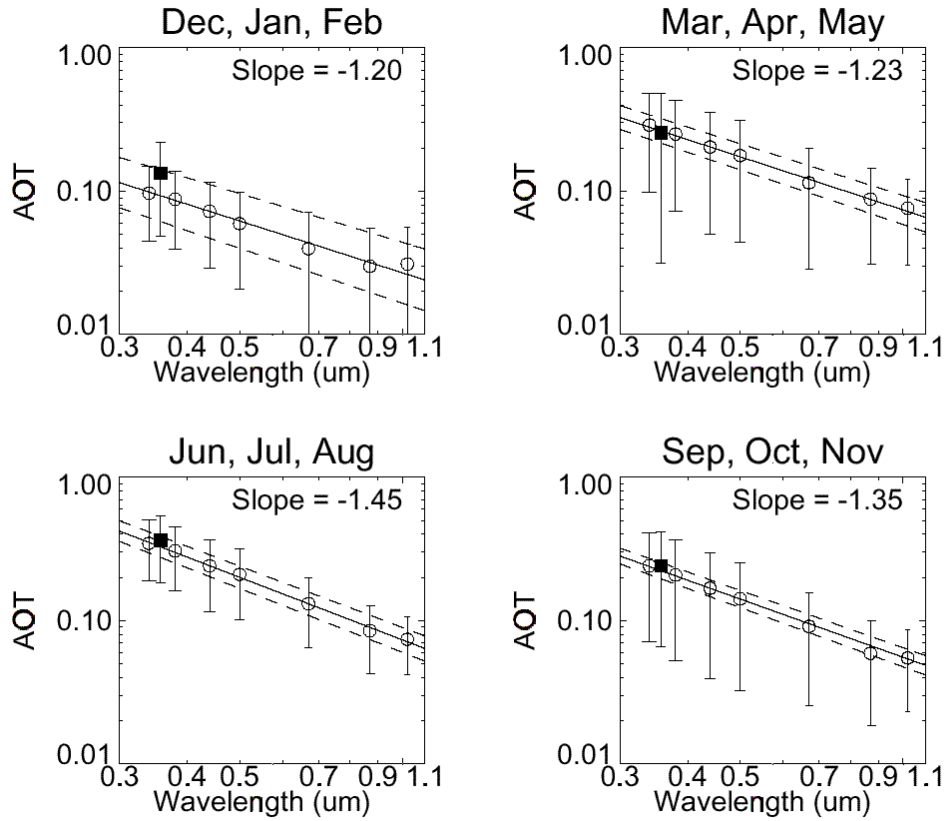 Dec, Jan, Feb
Slope = -1.20
1.00
0.10
0.01
AOT
0.3 0.4 0.5 0.7 0.9 1.1
Wavelength (um)
Mar, Apr, May
Slope = -1.23
1.00
0.10
0.01
AOT
0.3 0.4 0.5 0.7 0.9 1.1
Wavelength (um)
Jun, Jul, Aug
Slope = -1.45
1.00
0.10
0.01
AOT
0.3 0.4 0.5 0.7 0.9 1.1
Wavelength (um)
Sep, Oct, Nov
Slope = -1.35
1.00
0.10
0.01
AOT
0.3 0.4 0.5 0.7 0.9 1.1
Wavelength (um)